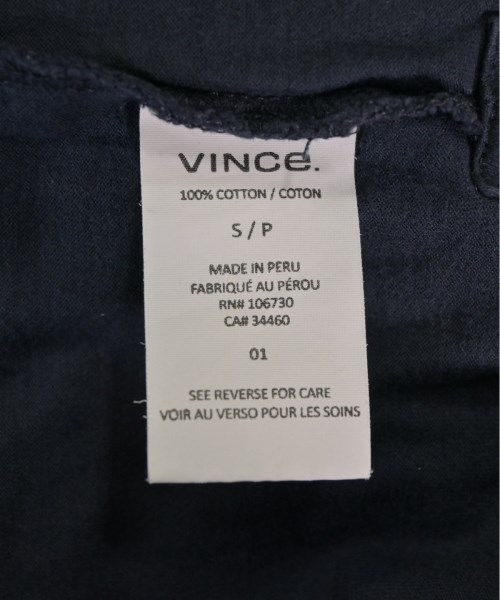 VINCe.
100% COTTON / COTON
S / P
MADE IN PERU
FABRIQUÉ AU PÉROU
RN# 106730
CA# 34460
01
SEE REVERSE FOR CARE
VOIR AU VERSO POUR LES SOINS